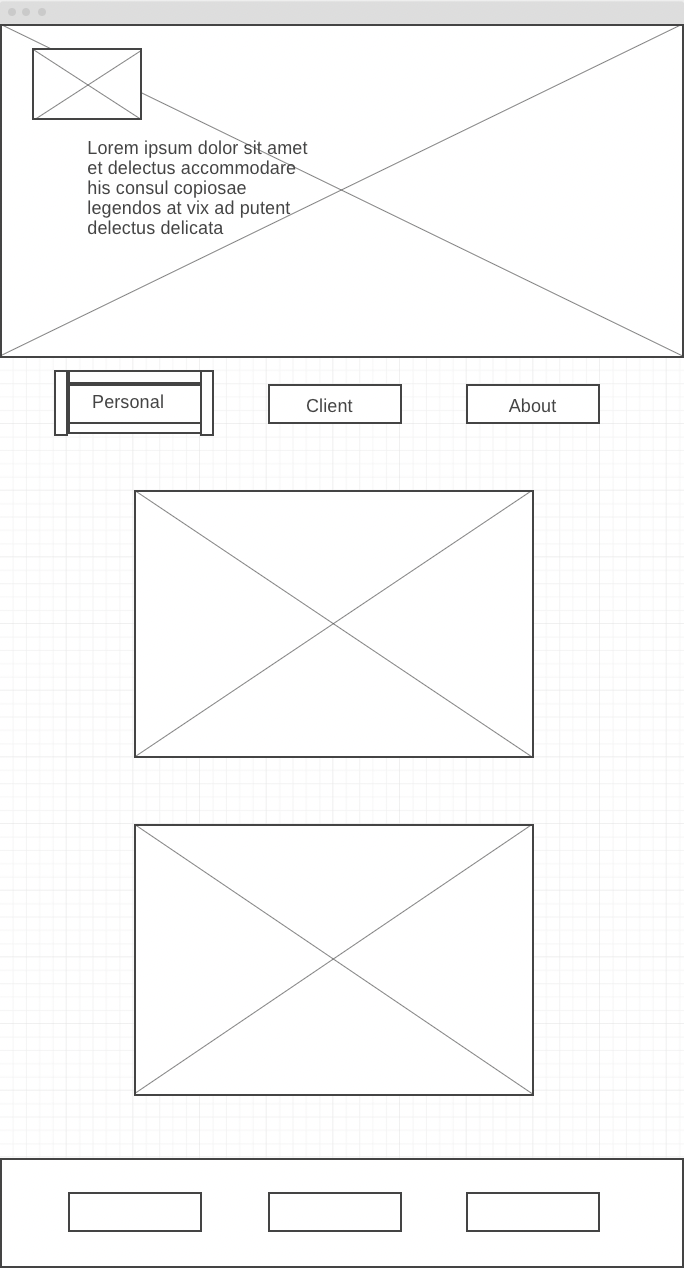 Lorem ipsum dolor sit amet
et delectus accommodare
his consul copiosae
legendos at vix ad putent
delectus delicata
Personal
Client
About